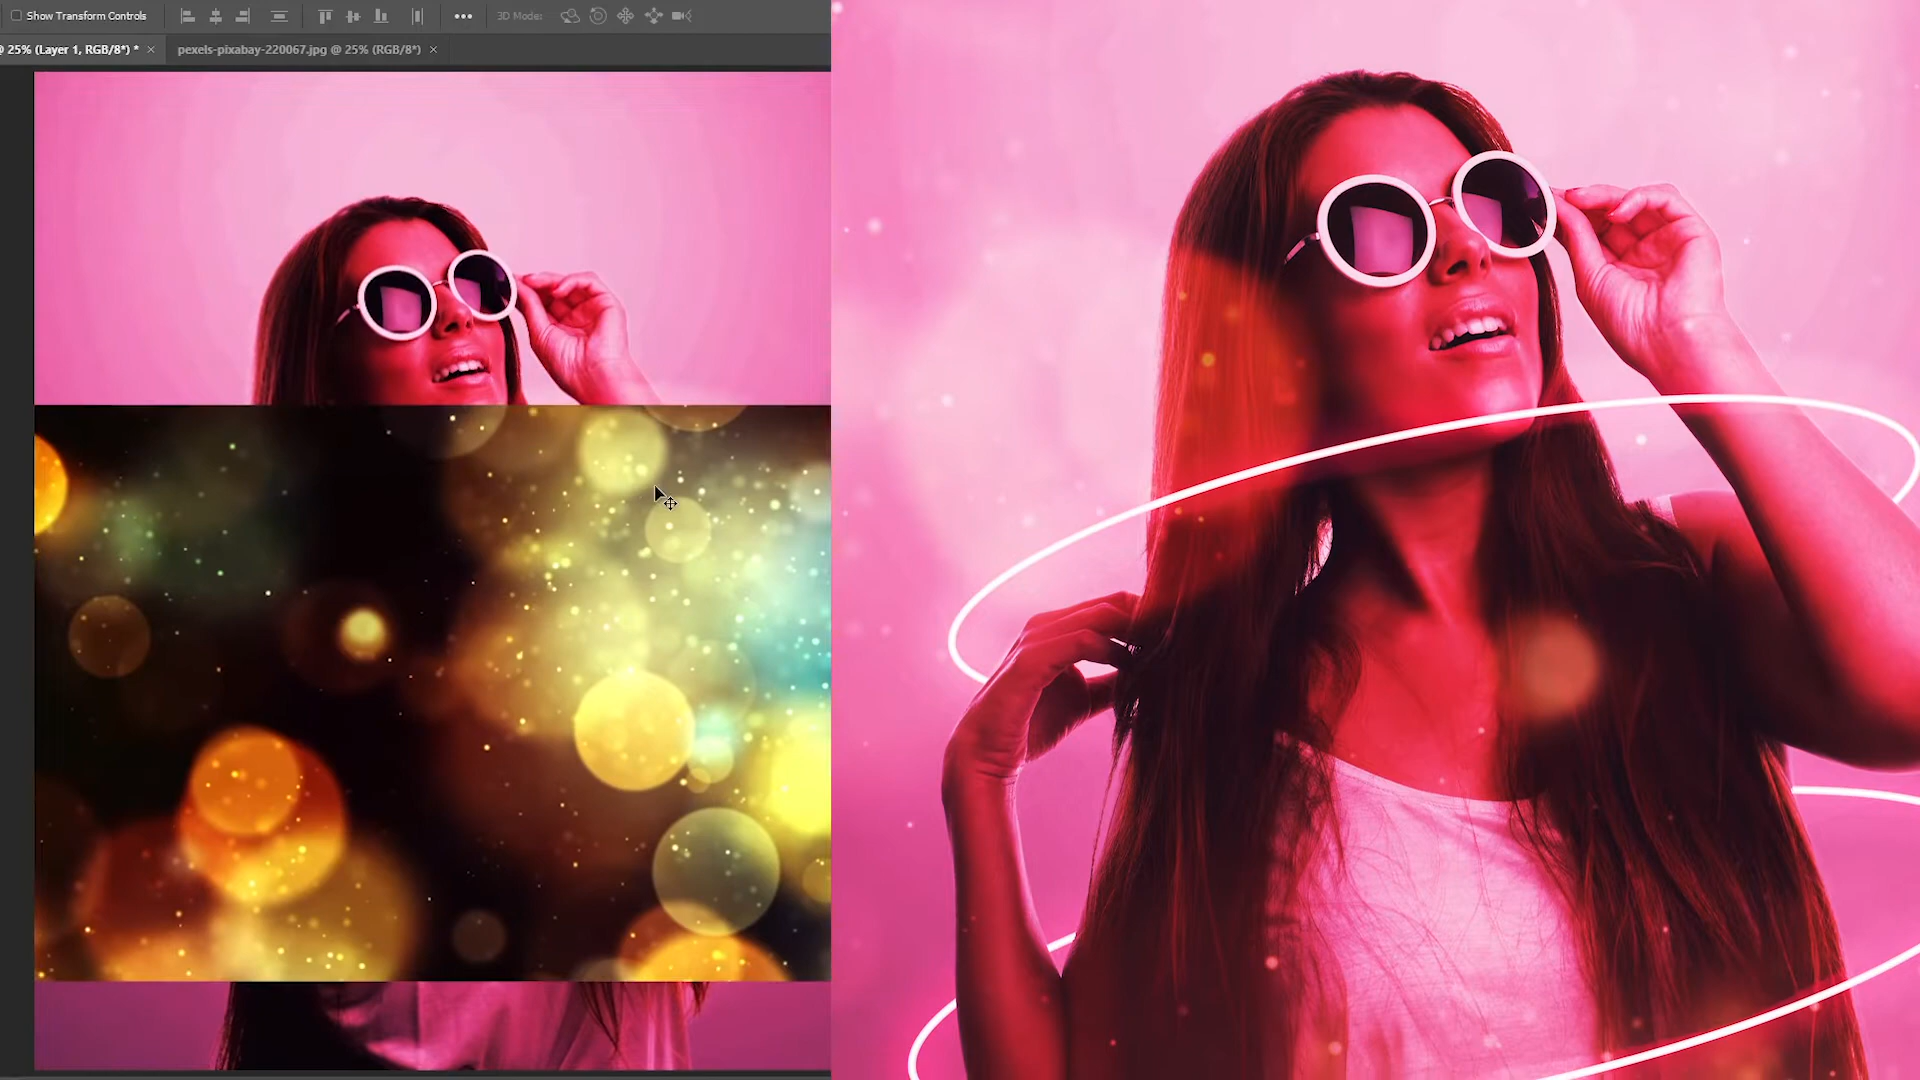 Show Transform Controls
3D Mode:
@ 25% (Layer 1, RGB/8*) *
pexels-pixabay-220067.jpg @ 25% (RGB/8*)